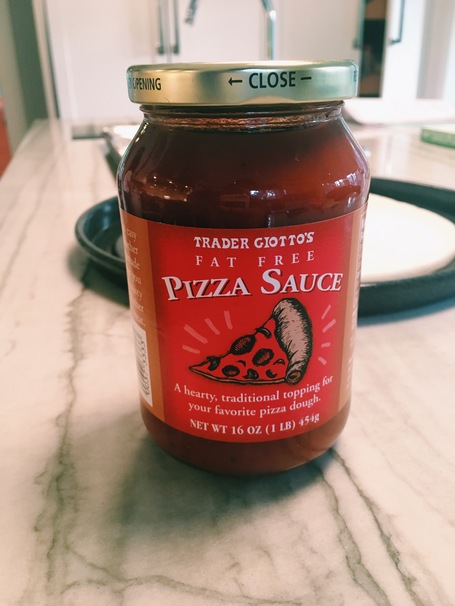 OPENING
← CLOSE –
TRADER GIOTTO'S
FAT FREE
PIZZA SAUCE
A hearty, traditional topping for
your favorite pizza dough.
NET WT 16 OZ (1 LB) 454g